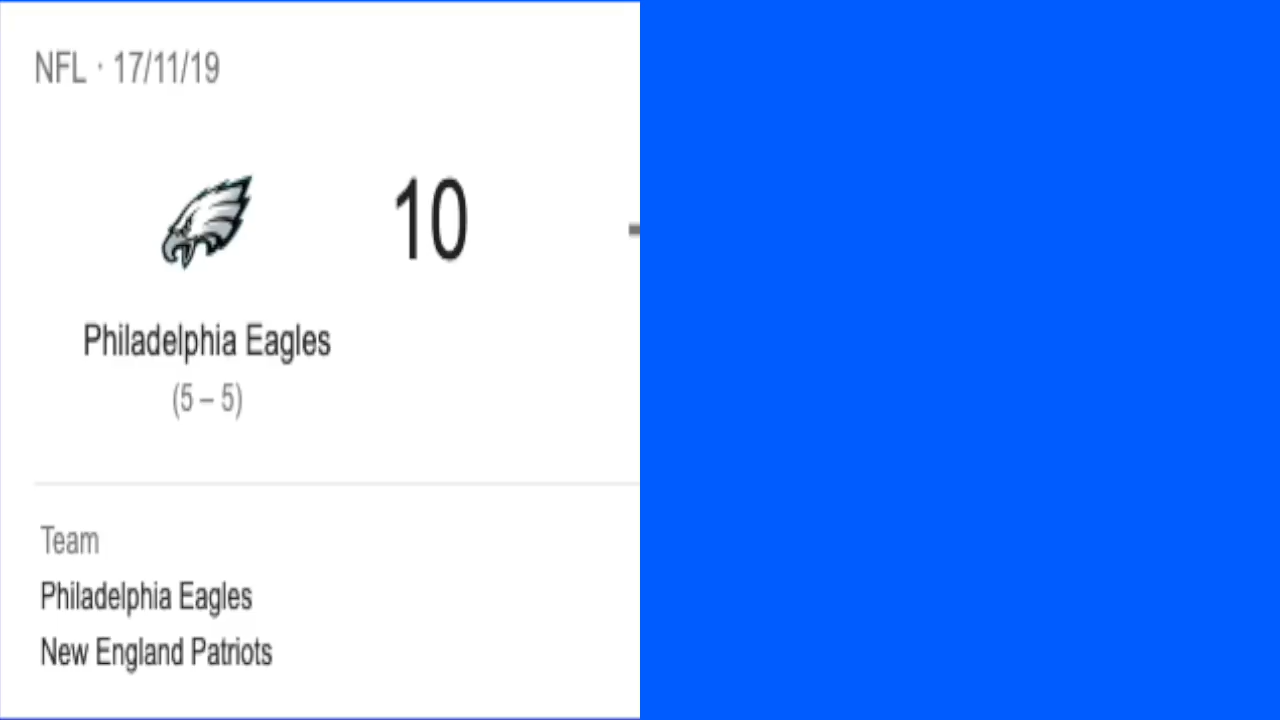 NFL · 17/11/19
10 -
Philadelphia Eagles
(5 – 5)
Team
Philadelphia Eagles
New England Patriots